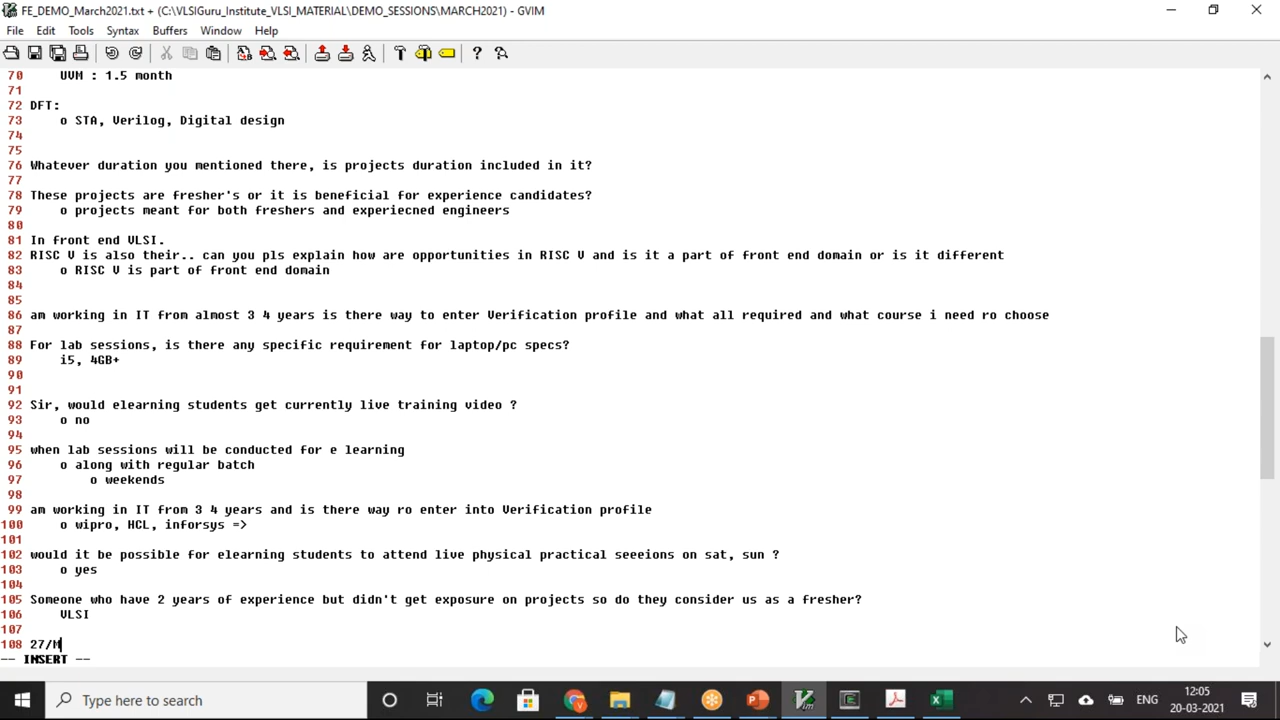 FE_DEMO_March2021.txt + (C:\VLSIGuru_Institute_VLSI_MATERIAL\DEMO_SESSIONS\MARCH2021) - GVIM
File Edit Tools Syntax Buffers Window Help
70 UVM : 1.5 month
71
72 DFT:
73 o STA, Verilog, Digital design
74
75
76 Whatever duration you mentioned there, is projects duration included in it?
77
78 These projects are fresher's or it is beneficial for experience candidates?
79 o projects meant for both freshers and experiecned engineers
80
81 In front end VLSI.
82 RISC V is also their.. can you pls explain how are opportunities in RISC V and is it a part of front end domain or is it different
83 o RISC V is part of front end domain
84
85
86 am working in IT from almost 3 4 years is there way to enter Verification profile and what all required and what course i need ro choose
87
88 For lab sessions, is there any specific requirement for laptop/pc specs?
89 i5, 4GB+
90
91
92 Sir, would elearning students get currently live training video ?
93 o no
94
95 when lab sessions will be conducted for e learning
96 o along with regular batch
97 o weekends
98
99 am working in IT from 3 4 years and is there way ro enter into Verification profile
100 o wipro, HCL, inforsys =>
101
102 would it be possible for elearning students to attend live physical practical seeeions on sat, sun ?
103 o yes
104
105 Someone who have 2 years of experience but didn't get exposure on projects so do they consider us as a fresher?
106 VLSI
107
108 27/M
-- INSERT --
Type here to search
ENG
12:05
20-03-2021